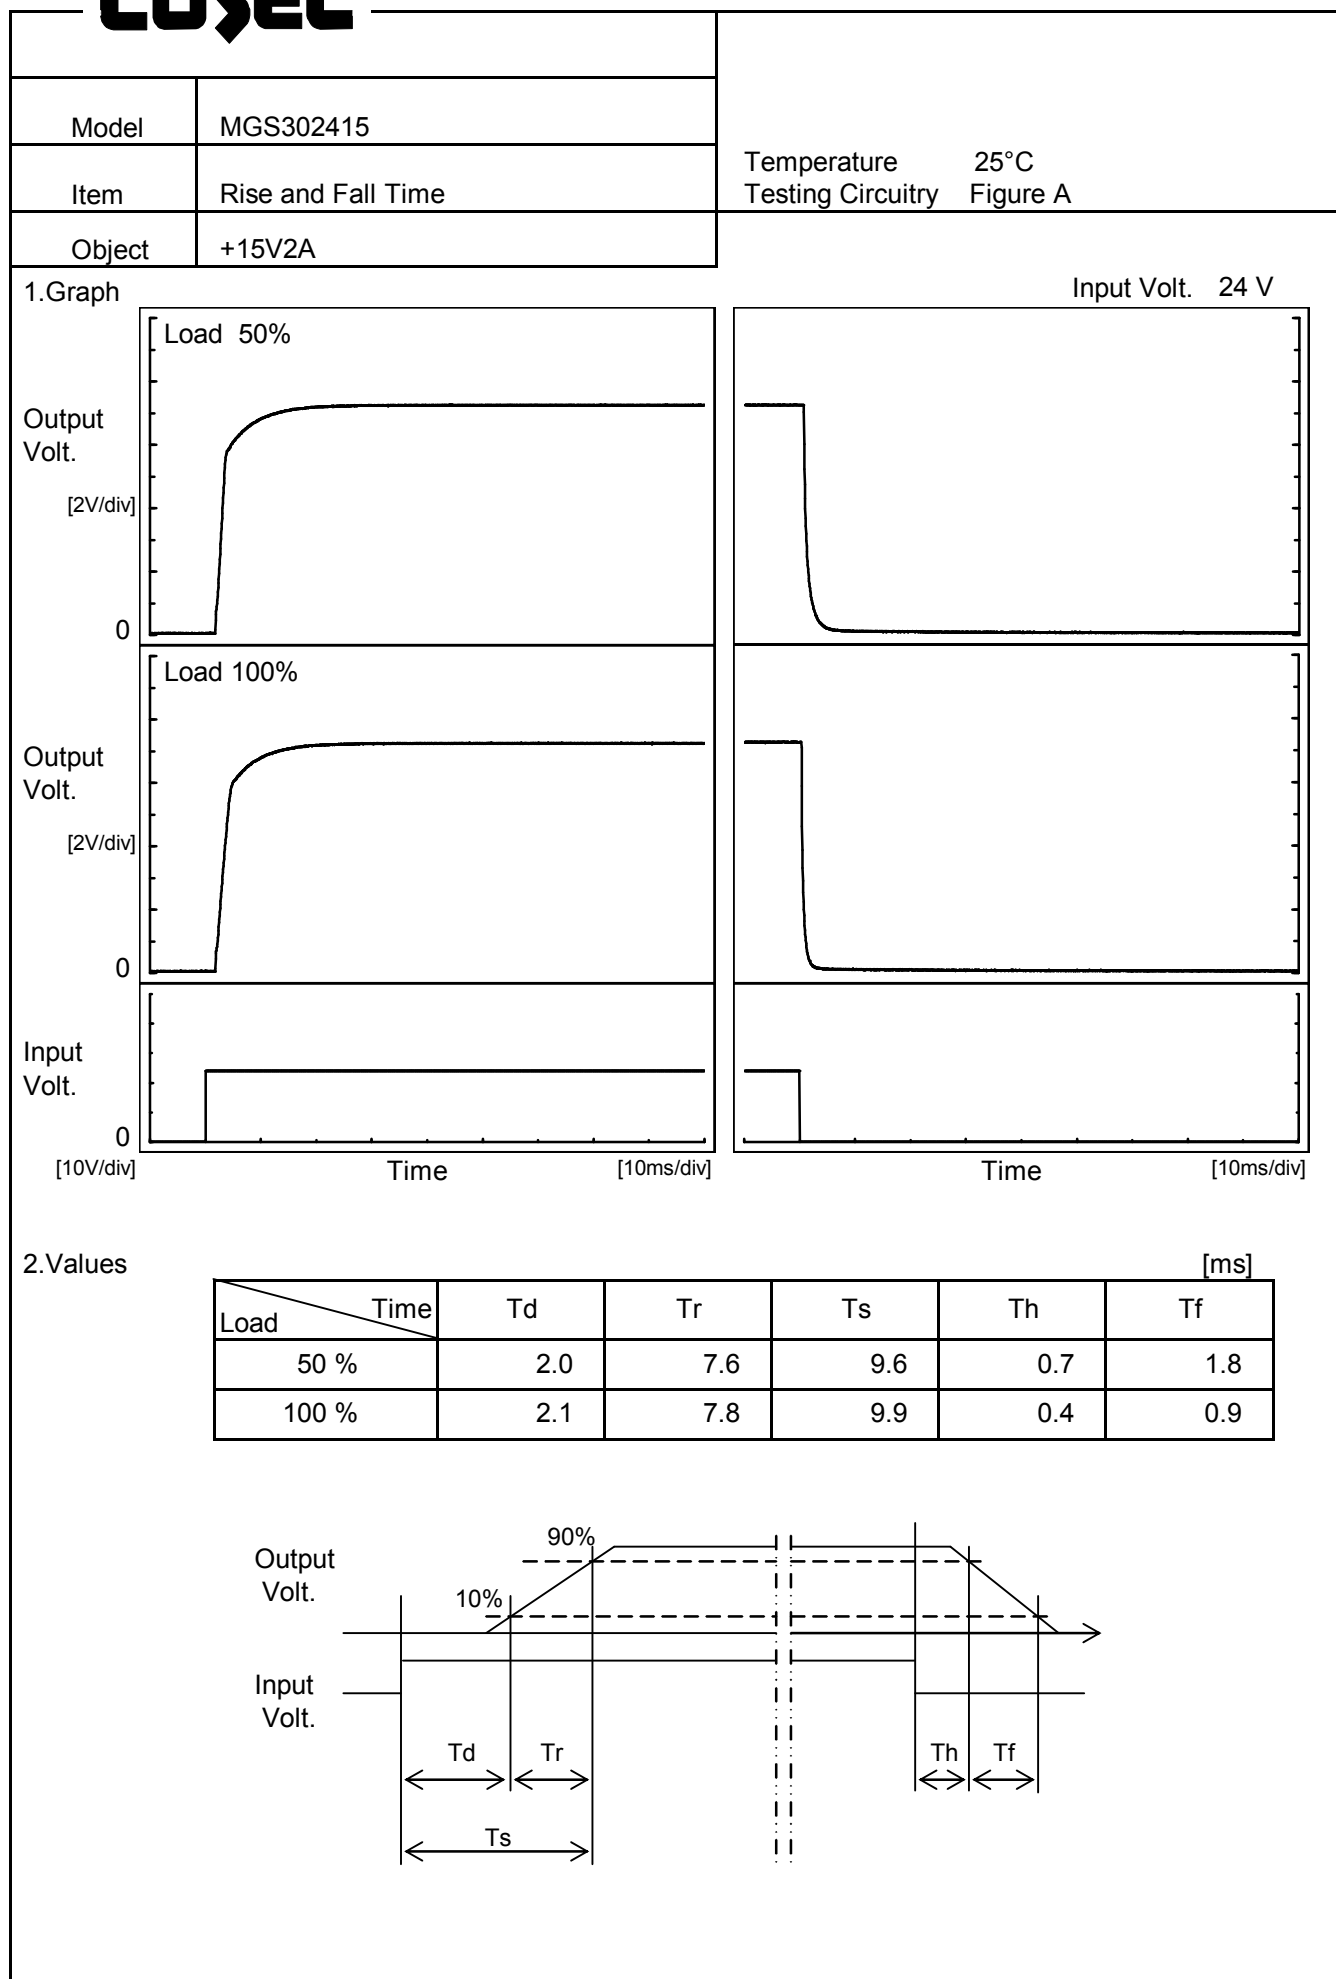 COSEL
Model MGS302415
Temperature 25°C
Item Rise and Fall Time Testing Circuitry Figure A
Object +15V2A
1.Graph Input Volt. 24 V
Load 50%
Output
Volt.
[2V/div]
0
Load 100%
Output
Volt.
[2V/div]
0
Input
Volt.
0
[10V/div] Time [10ms/div] Time [10ms/div]
2.Values [ms]
Time Td Tr Ts Th Tf
Load
50 % 2.0 7.6 9.6 0.7 1.8
100 % 2.1 7.8 9.9 0.4 0.9
90%
Output
Volt.
10%
Input
Volt.
Td Tr Th Tf
Ts